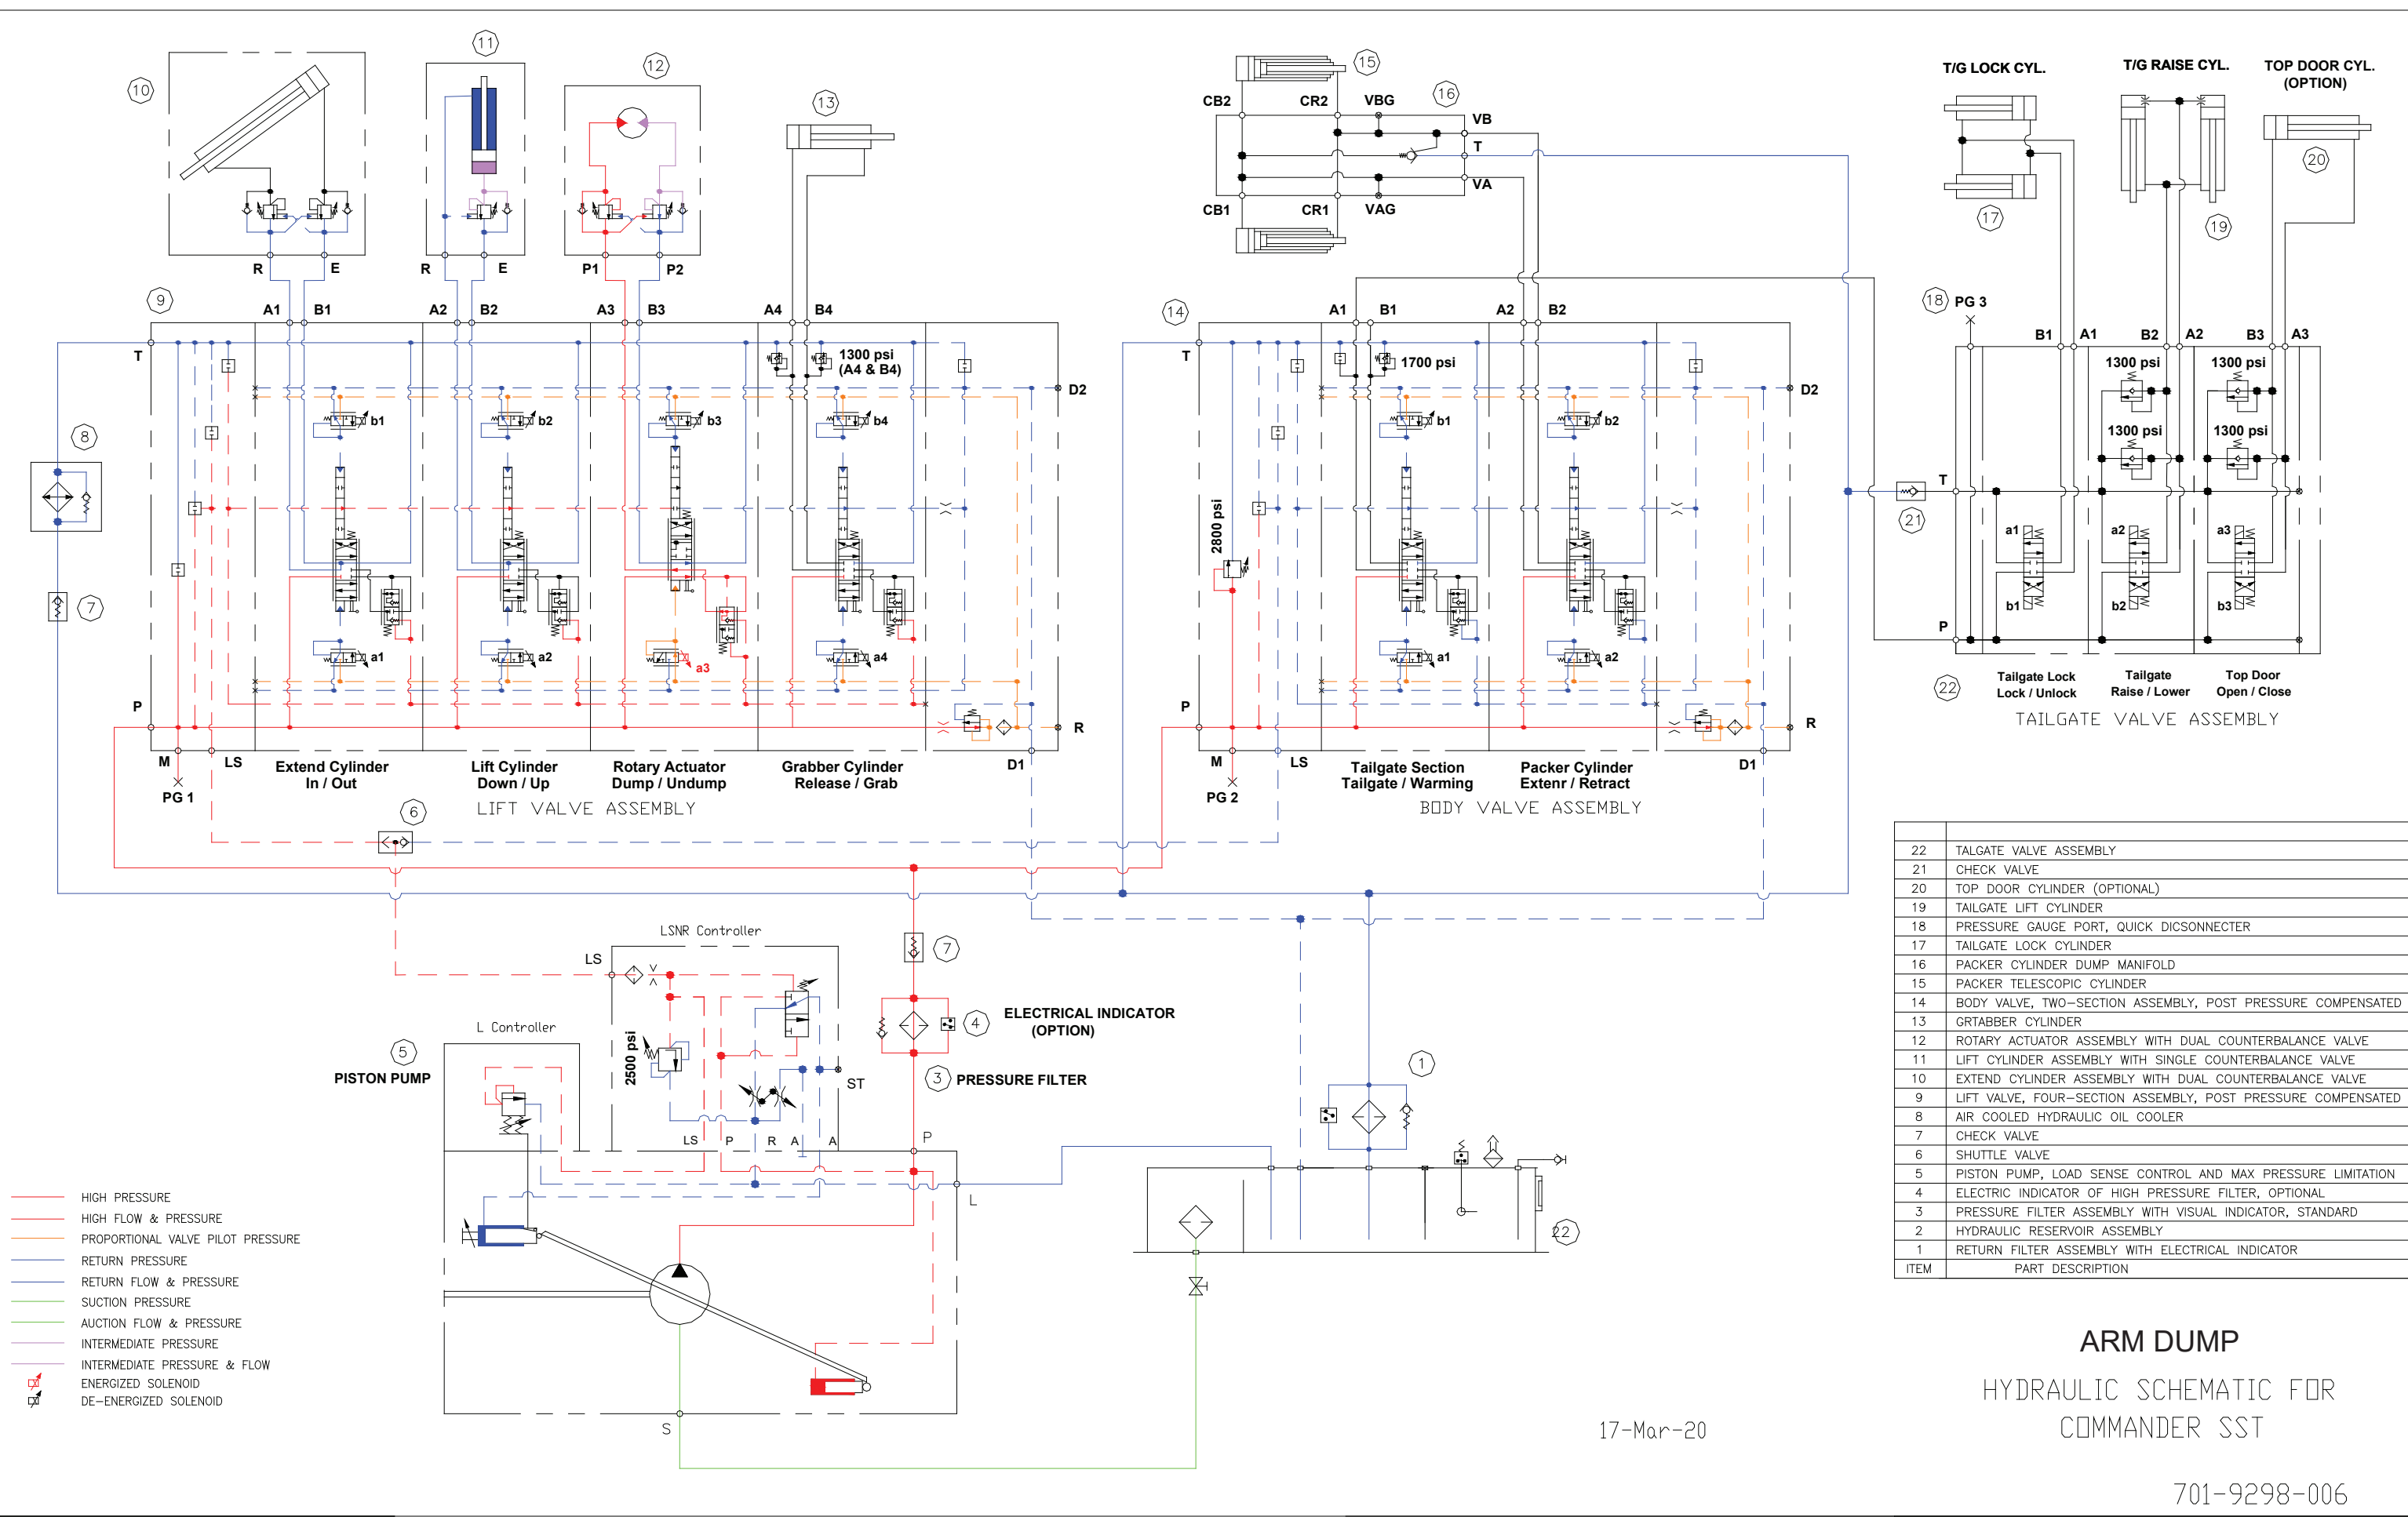 11
12
10
13
15
16
T/G LOCK CYL.
T/G RAISE CYL.
TOP DOOR CYL.
(OPTION)
CB2
CR2
VBG
VB
T
VA
CB1
CR1
VAG
17
19
20
R
E
R
E
P1
P2
9
A1
B1
A2
B2
A3
B3
A4
B4
14
A1
B1
A2
B2
18
PG 3
B1
A1
B2
A2
B3
A3
T
1300 psi
(A4 & B4)
D2
T
1700 psi
D2
1300 psi
1300 psi
1300 psi
1300 psi
b1
b2
b3
b4
b1
b2
8
7
2800 psi
T
21
a1
a2
a3
b1
b2
b3
P
a1
a2
a3
a4
a1
a2
P
R
P
R
M
LS
D1
M
LS
D1
PG 1
PG 2
Extend Cylinder
In / Out
Lift Cylinder
Down / Up
Rotary Actuator
Dump / Undump
Grabber Cylinder
Release / Grab
LIFT VALVE ASSEMBLY
Tailgate Section
Tailgate / Warming
Packer Cylinder
Extenr / Retract
BODY VALVE ASSEMBLY
22
Tailgate Lock
Lock / Unlock
Tailgate
Raise / Lower
Top Door
Open / Close
TAILGATE VALVE ASSEMBLY
6
LSNR Controller
LS
7
L Controller
5
PISTON PUMP
2500 psi
4
ELECTRICAL INDICATOR
(OPTION)
3
PRESSURE FILTER
ST
LS
P
R
A
A
P
L
S
1
22
HIGH PRESSURE
HIGH FLOW & PRESSURE
PROPORTIONAL VALVE PILOT PRESSURE
RETURN PRESSURE
RETURN FLOW & PRESSURE
SUCTION PRESSURE
AUCTION FLOW & PRESSURE
INTERMEDIATE PRESSURE
INTERMEDIATE PRESSURE & FLOW
ENERGIZED SOLENOID
DE-ENERGIZED SOLENOID
22 TALGATE VALVE ASSEMBLY
21 CHECK VALVE
20 TOP DOOR CYLINDER (OPTIONAL)
19 TAILGATE LIFT CYLINDER
18 PRESSURE GAUGE PORT, QUICK DICSONNECTER
17 TAILGATE LOCK CYLINDER
16 PACKER CYLINDER DUMP MANIFOLD
15 PACKER TELESCOPIC CYLINDER
14 BODY VALVE, TWO-SECTION ASSEMBLY, POST PRESSURE COMPENSATED
13 GRTABBER CYLINDER
12 ROTARY ACTUATOR ASSEMBLY WITH DUAL COUNTERBALANCE VALVE
11 LIFT CYLINDER ASSEMBLY WITH SINGLE COUNTERBALANCE VALVE
10 EXTEND CYLINDER ASSEMBLY WITH DUAL COUNTERBALANCE VALVE
9 LIFT VALVE, FOUR-SECTION ASSEMBLY, POST PRESSURE COMPENSATED
8 AIR COOLED HYDRAULIC OIL COOLER
7 CHECK VALVE
6 SHUTTLE VALVE
5 PISTON PUMP, LOAD SENSE CONTROL AND MAX PRESSURE LIMITATION
4 ELECTRIC INDICATOR OF HIGH PRESSURE FILTER, OPTIONAL
3 PRESSURE FILTER ASSEMBLY WITH VISUAL INDICATOR, STANDARD
2 HYDRAULIC RESERVOIR ASSEMBLY
1 RETURN FILTER ASSEMBLY WITH ELECTRICAL INDICATOR
ITEM PART DESCRIPTION
ARM DUMP
HYDRAULIC SCHEMATIC FOR
COMMANDER SST
17-Mar-20
701-9298-006